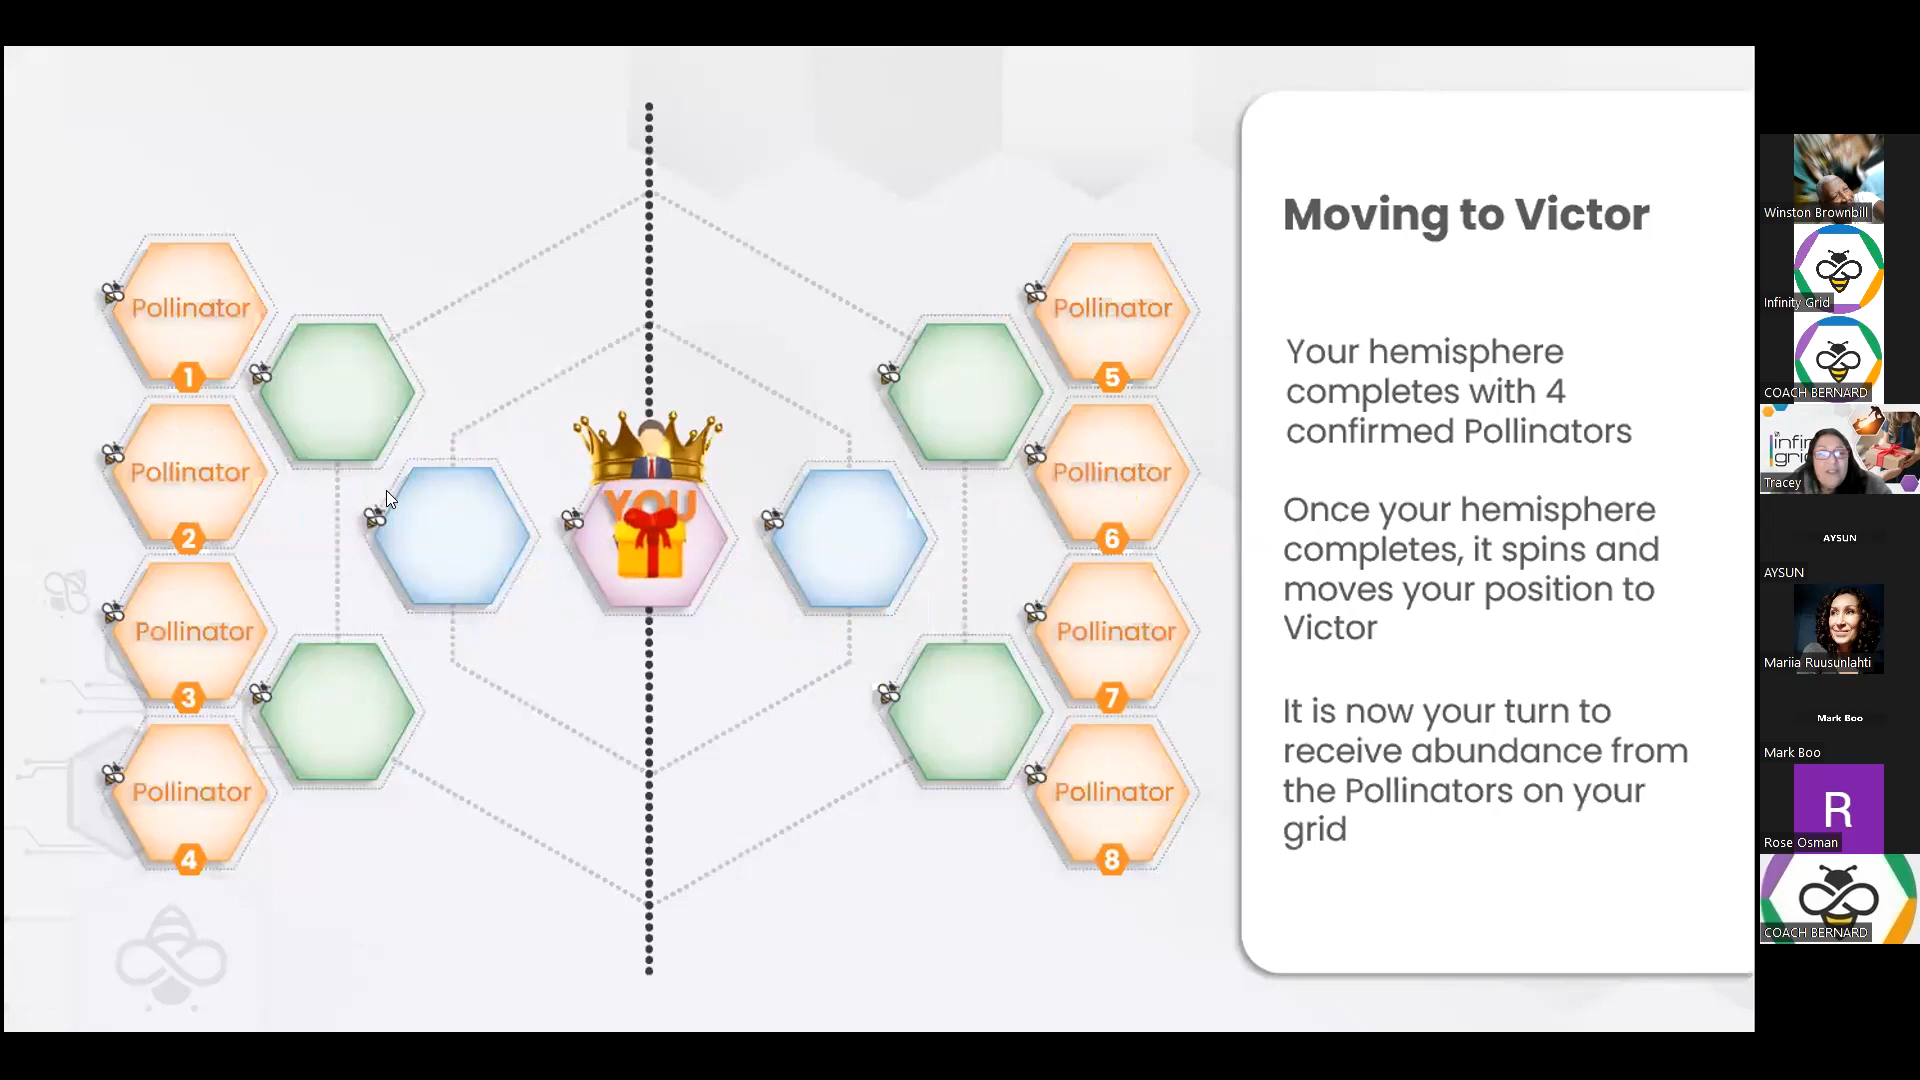 Moving to Victor
Your hemisphere
completes with 4
confirmed Pollinators
Once your hemisphere
completes, it spins and
moves your position to
Victor
It is now your turn to
receive abundance from
the Pollinators on your
grid
Pollinator
1
Pollinator
2
Pollinator
3
Pollinator
4
YOU
Pollinator
5
Pollinator
6
Pollinator
7
Pollinator
8
Winston Brownbill
Infinity Grid
COACH BERNARD
Tracey
AYSUN
AYSUN
Mariia Ruusunlahti
Mark Boo
Mark Boo
R
Rose Osman
COACH BERNARD